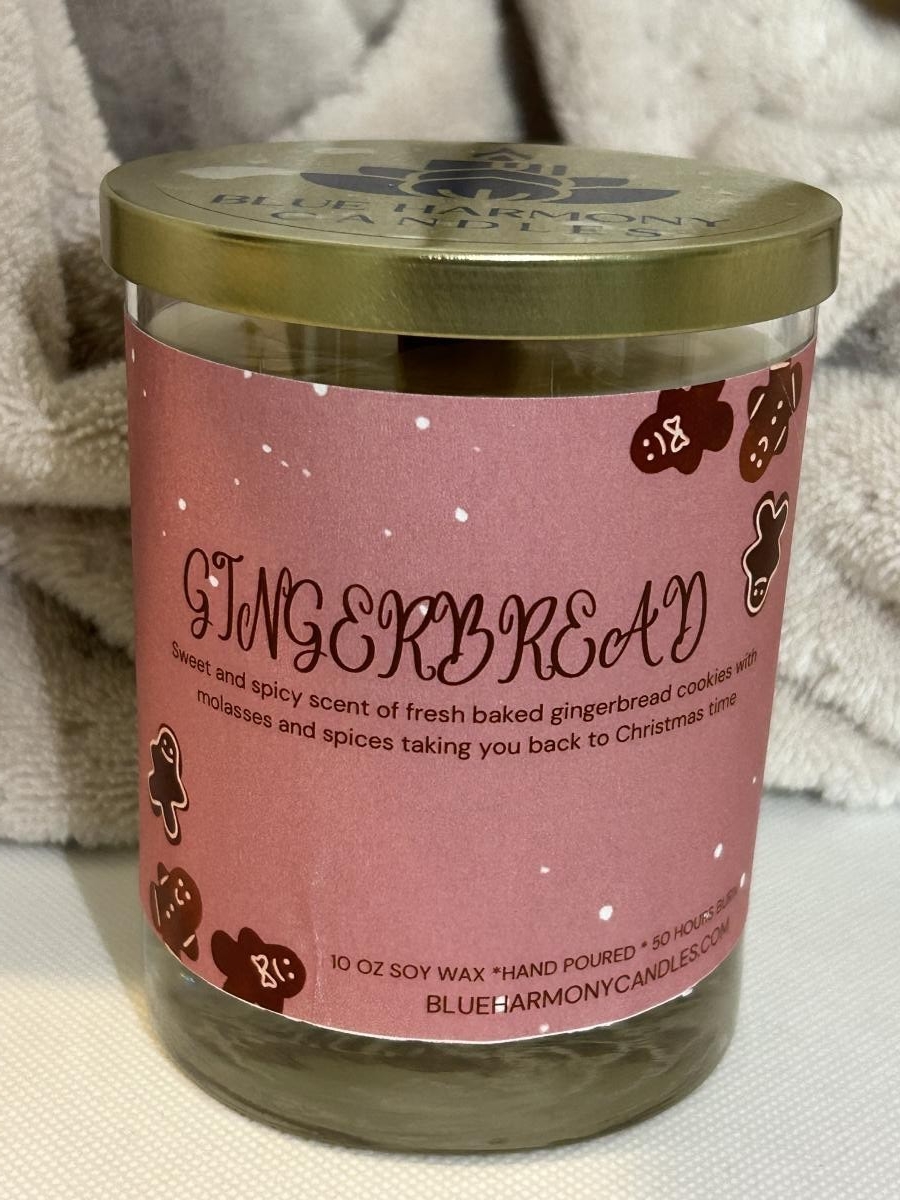 BLUE HARMONY
CANDLES
GINGERBREAD
Sweet and spicy scent of fresh baked gingerbread cookies with
molasses and spices taking you back to Christmas time
10 OZ SOY WAX *HAND POURED * 50 HOURS BURN
BLUEHARMONYCANDLES.COM